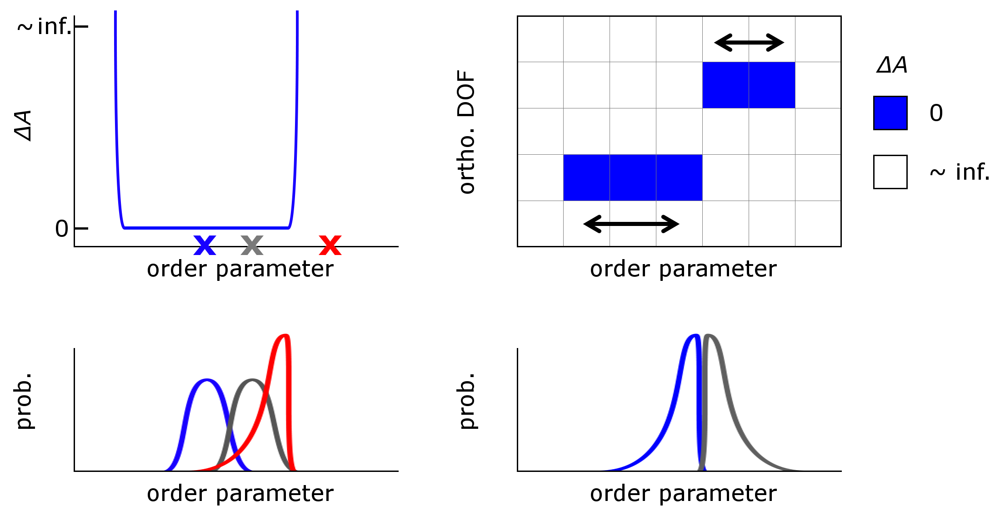 ~ inf.
ΔA
0
X X X
order parameter
ortho. DOF
order parameter
ΔA
0
~ inf.
prob.
order parameter
prob.
order parameter